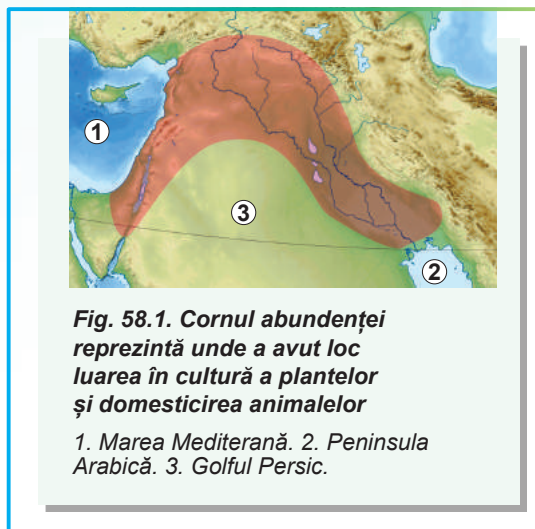 1
3
2
Fig. 58.1. Cornul abundenței
reprezintă unde a avut loc
luarea în cultură a plantelor
și domesticirea animalelor
1. Marea Mediterană. 2. Peninsula
Arabică. 3. Golful Persic.